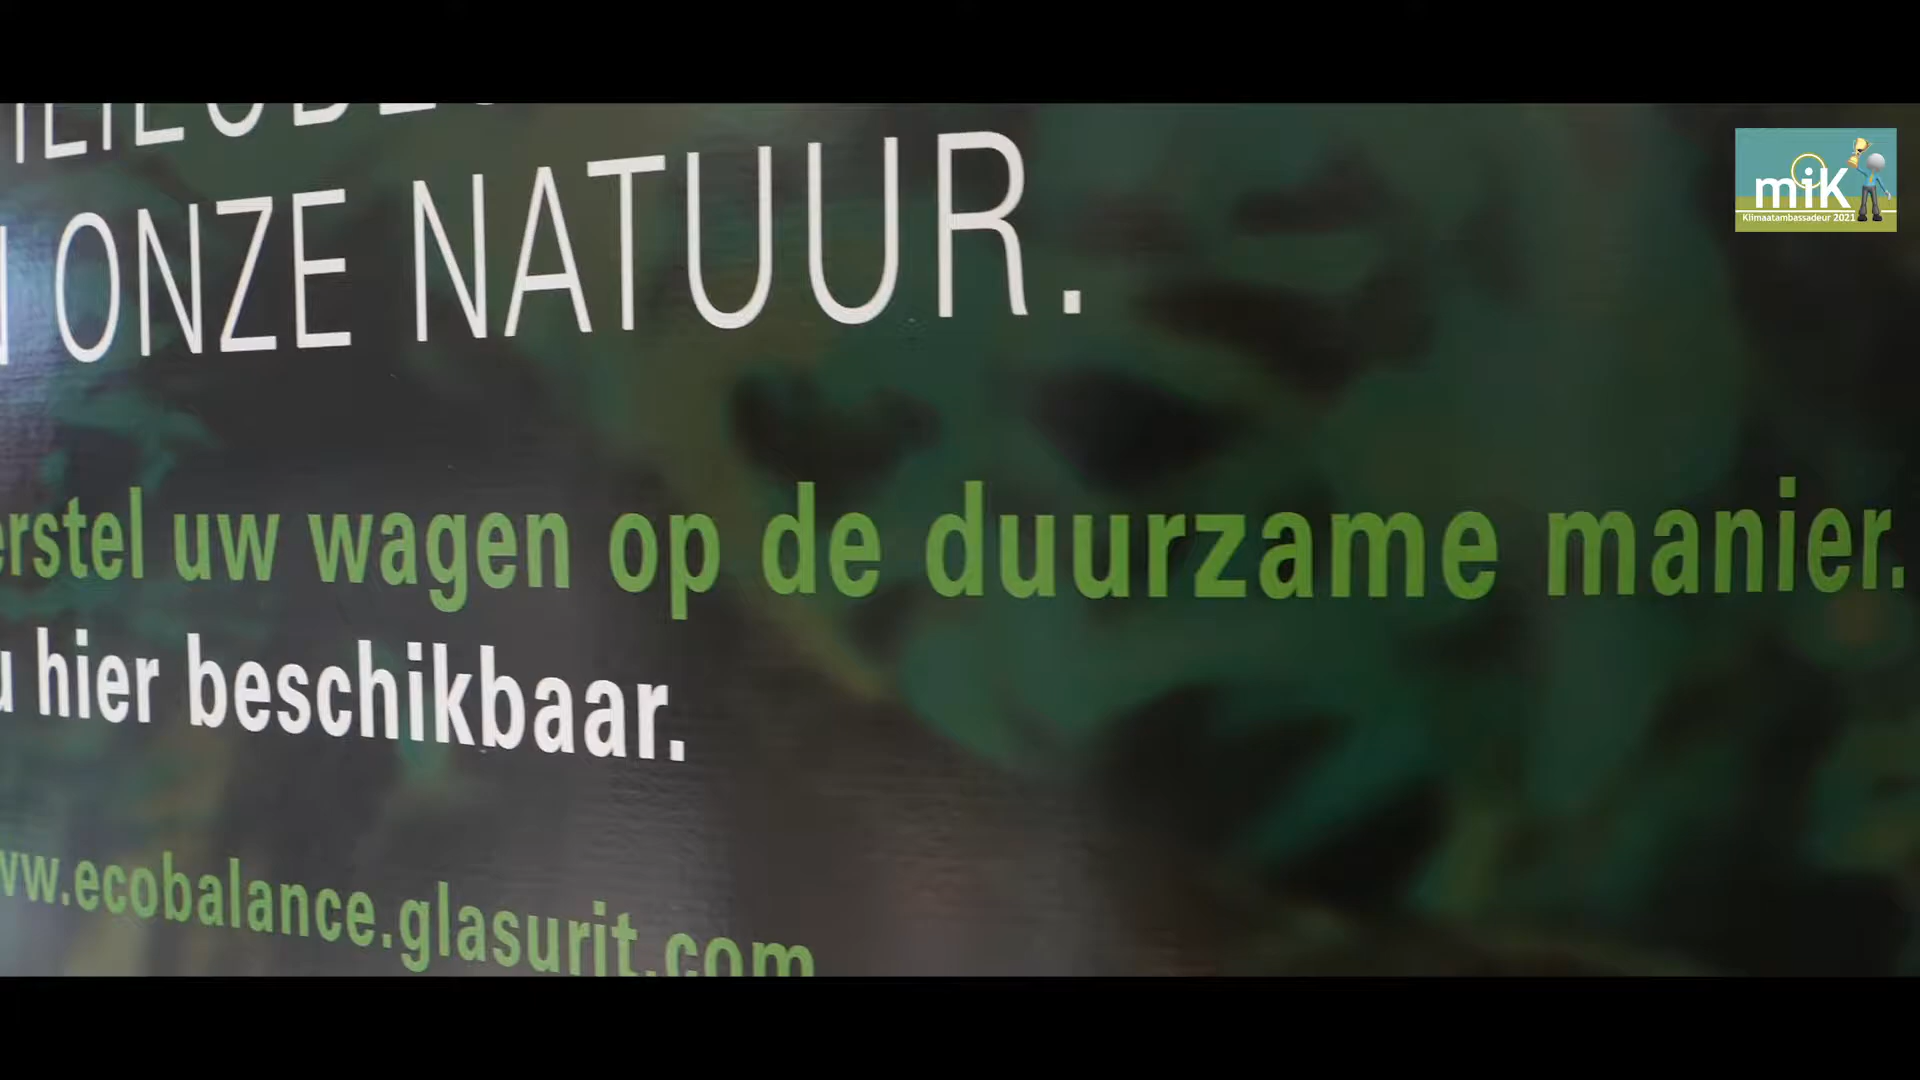 ONZE NATUUR.
erstel uw wagen op de duurzame manier.
u hier beschikbaar.
ww.ecobalance.glasurit.com
miK
Klimaatambassadeur 2021